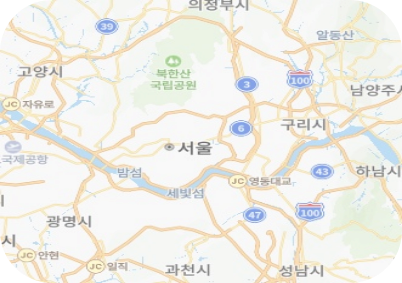 의정부시
39
알동산
고양시
북한산
국립공원
3
100
남양주시
JC 자유로
6
구리시
서울
국제공항
밤섬
43
하남시
JC 영동대교
세빛섬
47
100
광명시
시
JC 안현
JC 일직
과천시
성남시